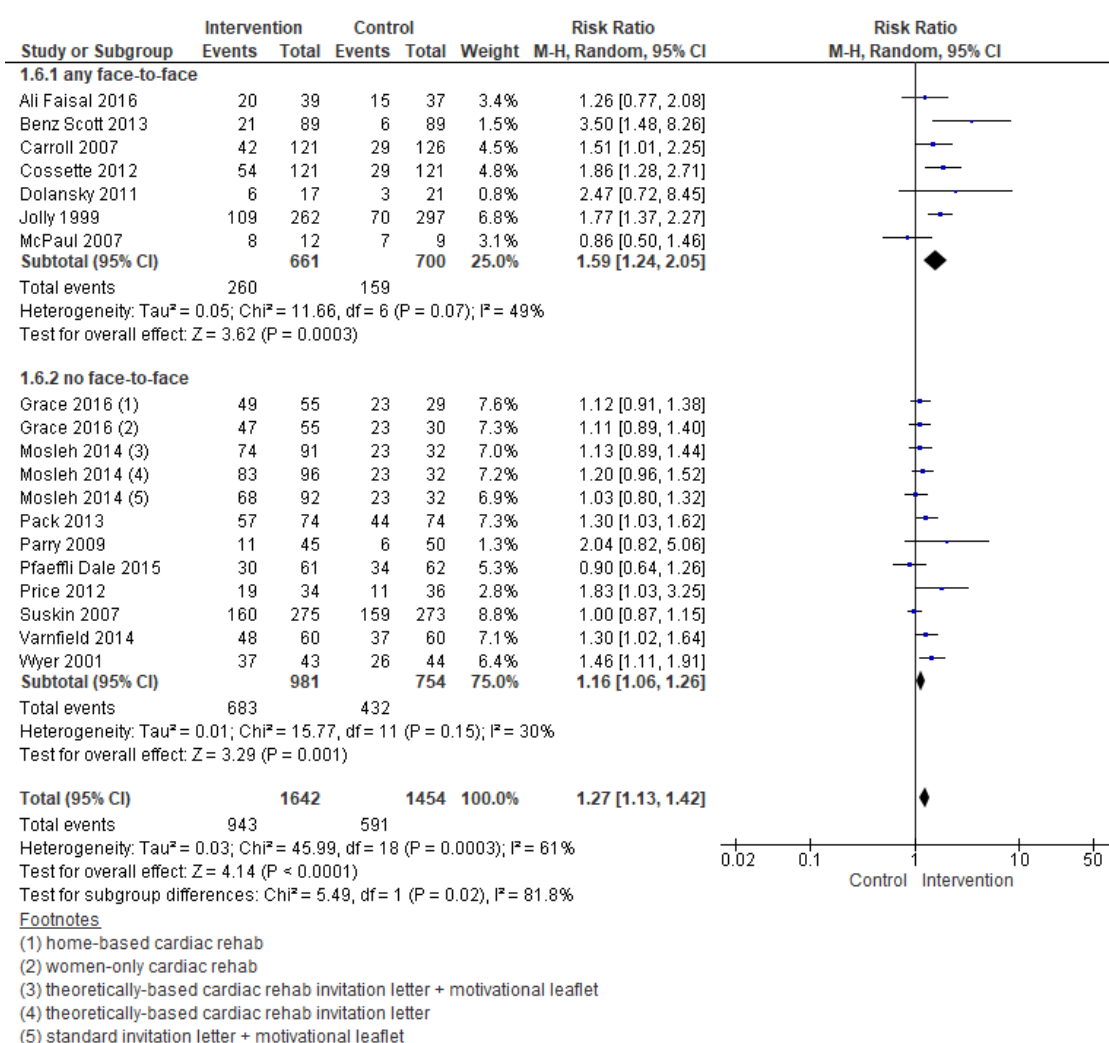 Intervention Control Risk Ratio Risk Ratio
Study or Subgroup Events Total Events Total Weight M-H, Random, 95% CI M-H, Random, 95% CI
1.6.1 any face-to-face
Ali Faisal 2016 20 39 15 37 3.4% 1.26 [0.77, 2.08]
Benz Scott 2013 21 89 6 89 1.5% 3.50 [1.48, 8.26]
Carroll 2007 42 121 29 126 4.5% 1.51 [1.01, 2.25]
Cossette 2012 54 121 29 121 4.8% 1.86 [1.28, 2.71]
Dolansky 2011 6 17 3 21 0.8% 2.47 [0.72, 8.45]
Jolly 1999 109 262 70 297 6.8% 1.77 [1.37, 2.27]
McPaul 2007 8 12 7 9 3.1% 0.86 [0.50, 1.46]
Subtotal (95% CI) 661 700 25.0% 1.59 [1.24, 2.05]
Total events 260 159
Heterogeneity: Tau² = 0.05; Chi² = 11.66, df = 6 (P = 0.07); I² = 49%
Test for overall effect: Z = 3.62 (P = 0.0003)
1.6.2 no face-to-face
Grace 2016 (1) 49 55 23 29 7.6% 1.12 [0.91, 1.38]
Grace 2016 (2) 47 55 23 30 7.3% 1.11 [0.89, 1.40]
Mosleh 2014 (3) 74 91 23 32 7.0% 1.13 [0.89, 1.44]
Mosleh 2014 (4) 83 96 23 32 7.2% 1.20 [0.96, 1.52]
Mosleh 2014 (5) 68 92 23 32 6.9% 1.03 [0.80, 1.32]
Pack 2013 57 74 44 74 7.3% 1.30 [1.03, 1.62]
Parry 2009 11 45 6 50 1.3% 2.04 [0.82, 5.06]
Pfaeffli Dale 2015 30 61 34 62 5.3% 0.90 [0.64, 1.26]
Price 2012 19 34 11 36 2.8% 1.83 [1.03, 3.25]
Suskin 2007 160 275 159 273 8.8% 1.00 [0.87, 1.15]
Varnfield 2014 48 60 37 60 7.1% 1.30 [1.02, 1.64]
Wyer 2001 37 43 26 44 6.4% 1.46 [1.11, 1.91]
Subtotal (95% CI) 981 754 75.0% 1.16 [1.06, 1.26]
Total events 683 432
Heterogeneity: Tau² = 0.01; Chi² = 15.77, df = 11 (P = 0.15); I² = 30%
Test for overall effect: Z = 3.29 (P = 0.001)
Total (95% CI) 1642 1454 100.0% 1.27 [1.13, 1.42]
Total events 943 591
Heterogeneity: Tau² = 0.03; Chi² = 45.99, df = 18 (P = 0.0003); I² = 61%
Test for overall effect: Z = 4.14 (P < 0.0001)
Test for subgroup differences: Chi² = 5.49, df = 1 (P = 0.02), I² = 81.8%
0.02 0.1 1 10 50
Control Intervention
Footnotes
(1) home-based cardiac rehab
(2) women-only cardiac rehab
(3) theoretically-based cardiac rehab invitation letter + motivational leaflet
(4) theoretically-based cardiac rehab invitation letter
(5) standard invitation letter + motivational leaflet